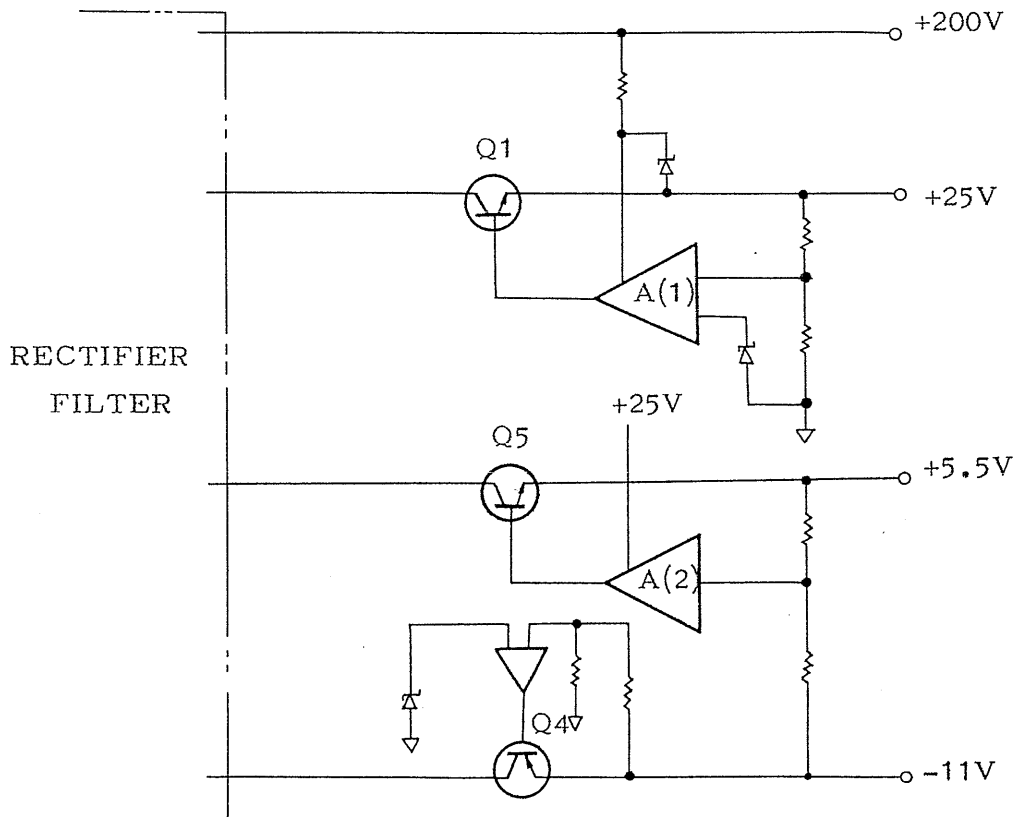 +200V
Q1
+25V
A(1)
RECTIFIER
FILTER
+25V
Q5
+5.5V
A(2)
Q4
-11V